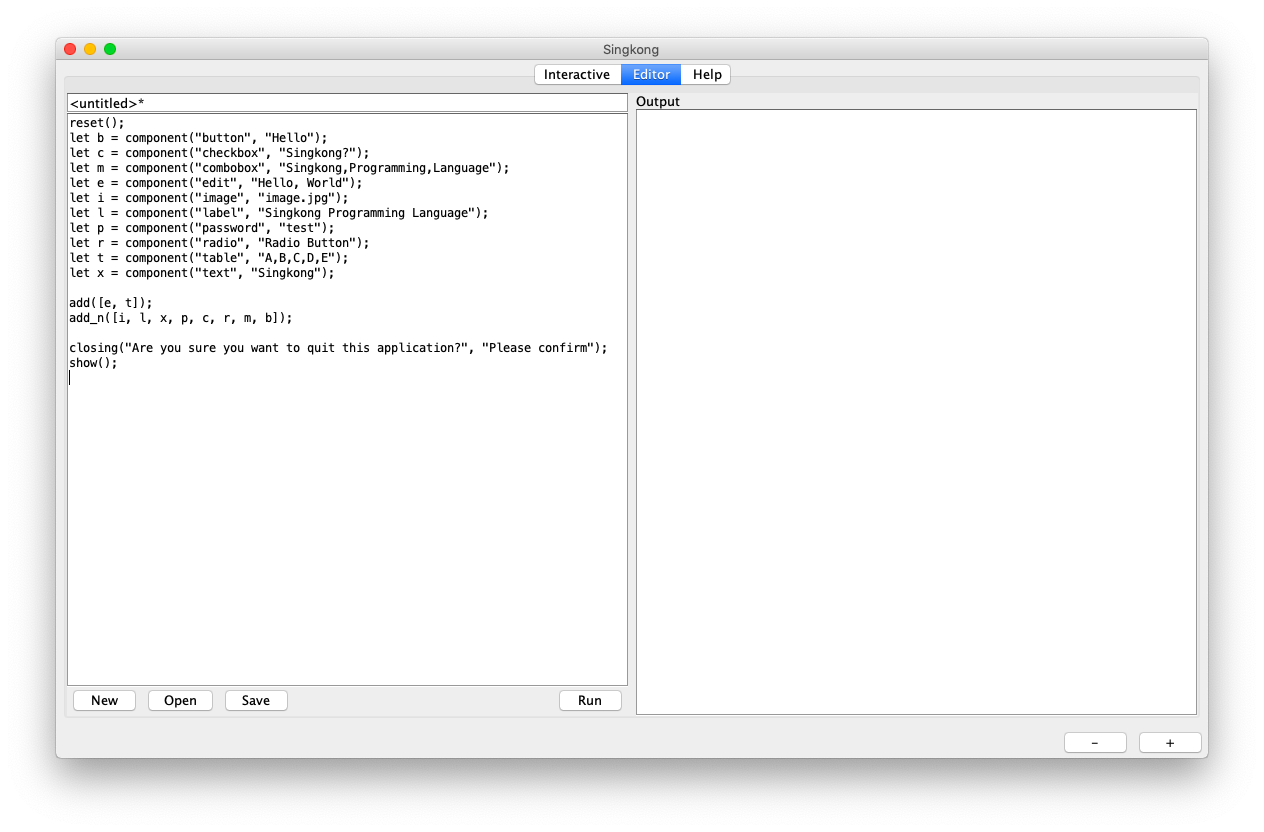 Singkong
Interactive Editor Help
<untitled>*
reset();
let b = component("button", "Hello");
let c = component("checkbox", "Singkong?");
let m = component("combobox", "Singkong,Programming,Language");
let e = component("edit", "Hello, World");
let i = component("image", "image.jpg");
let l = component("label", "Singkong Programming Language");
let p = component("password", "test");
let r = component("radio", "Radio Button");
let t = component("table", "A,B,C,D,E");
let x = component("text", "Singkong");
add([e, t]);
add_n([i, l, x, p, c, r, m, b]);
closing("Are you sure you want to quit this application?", "Please confirm");
show();
New Open Save Run
Output
- +